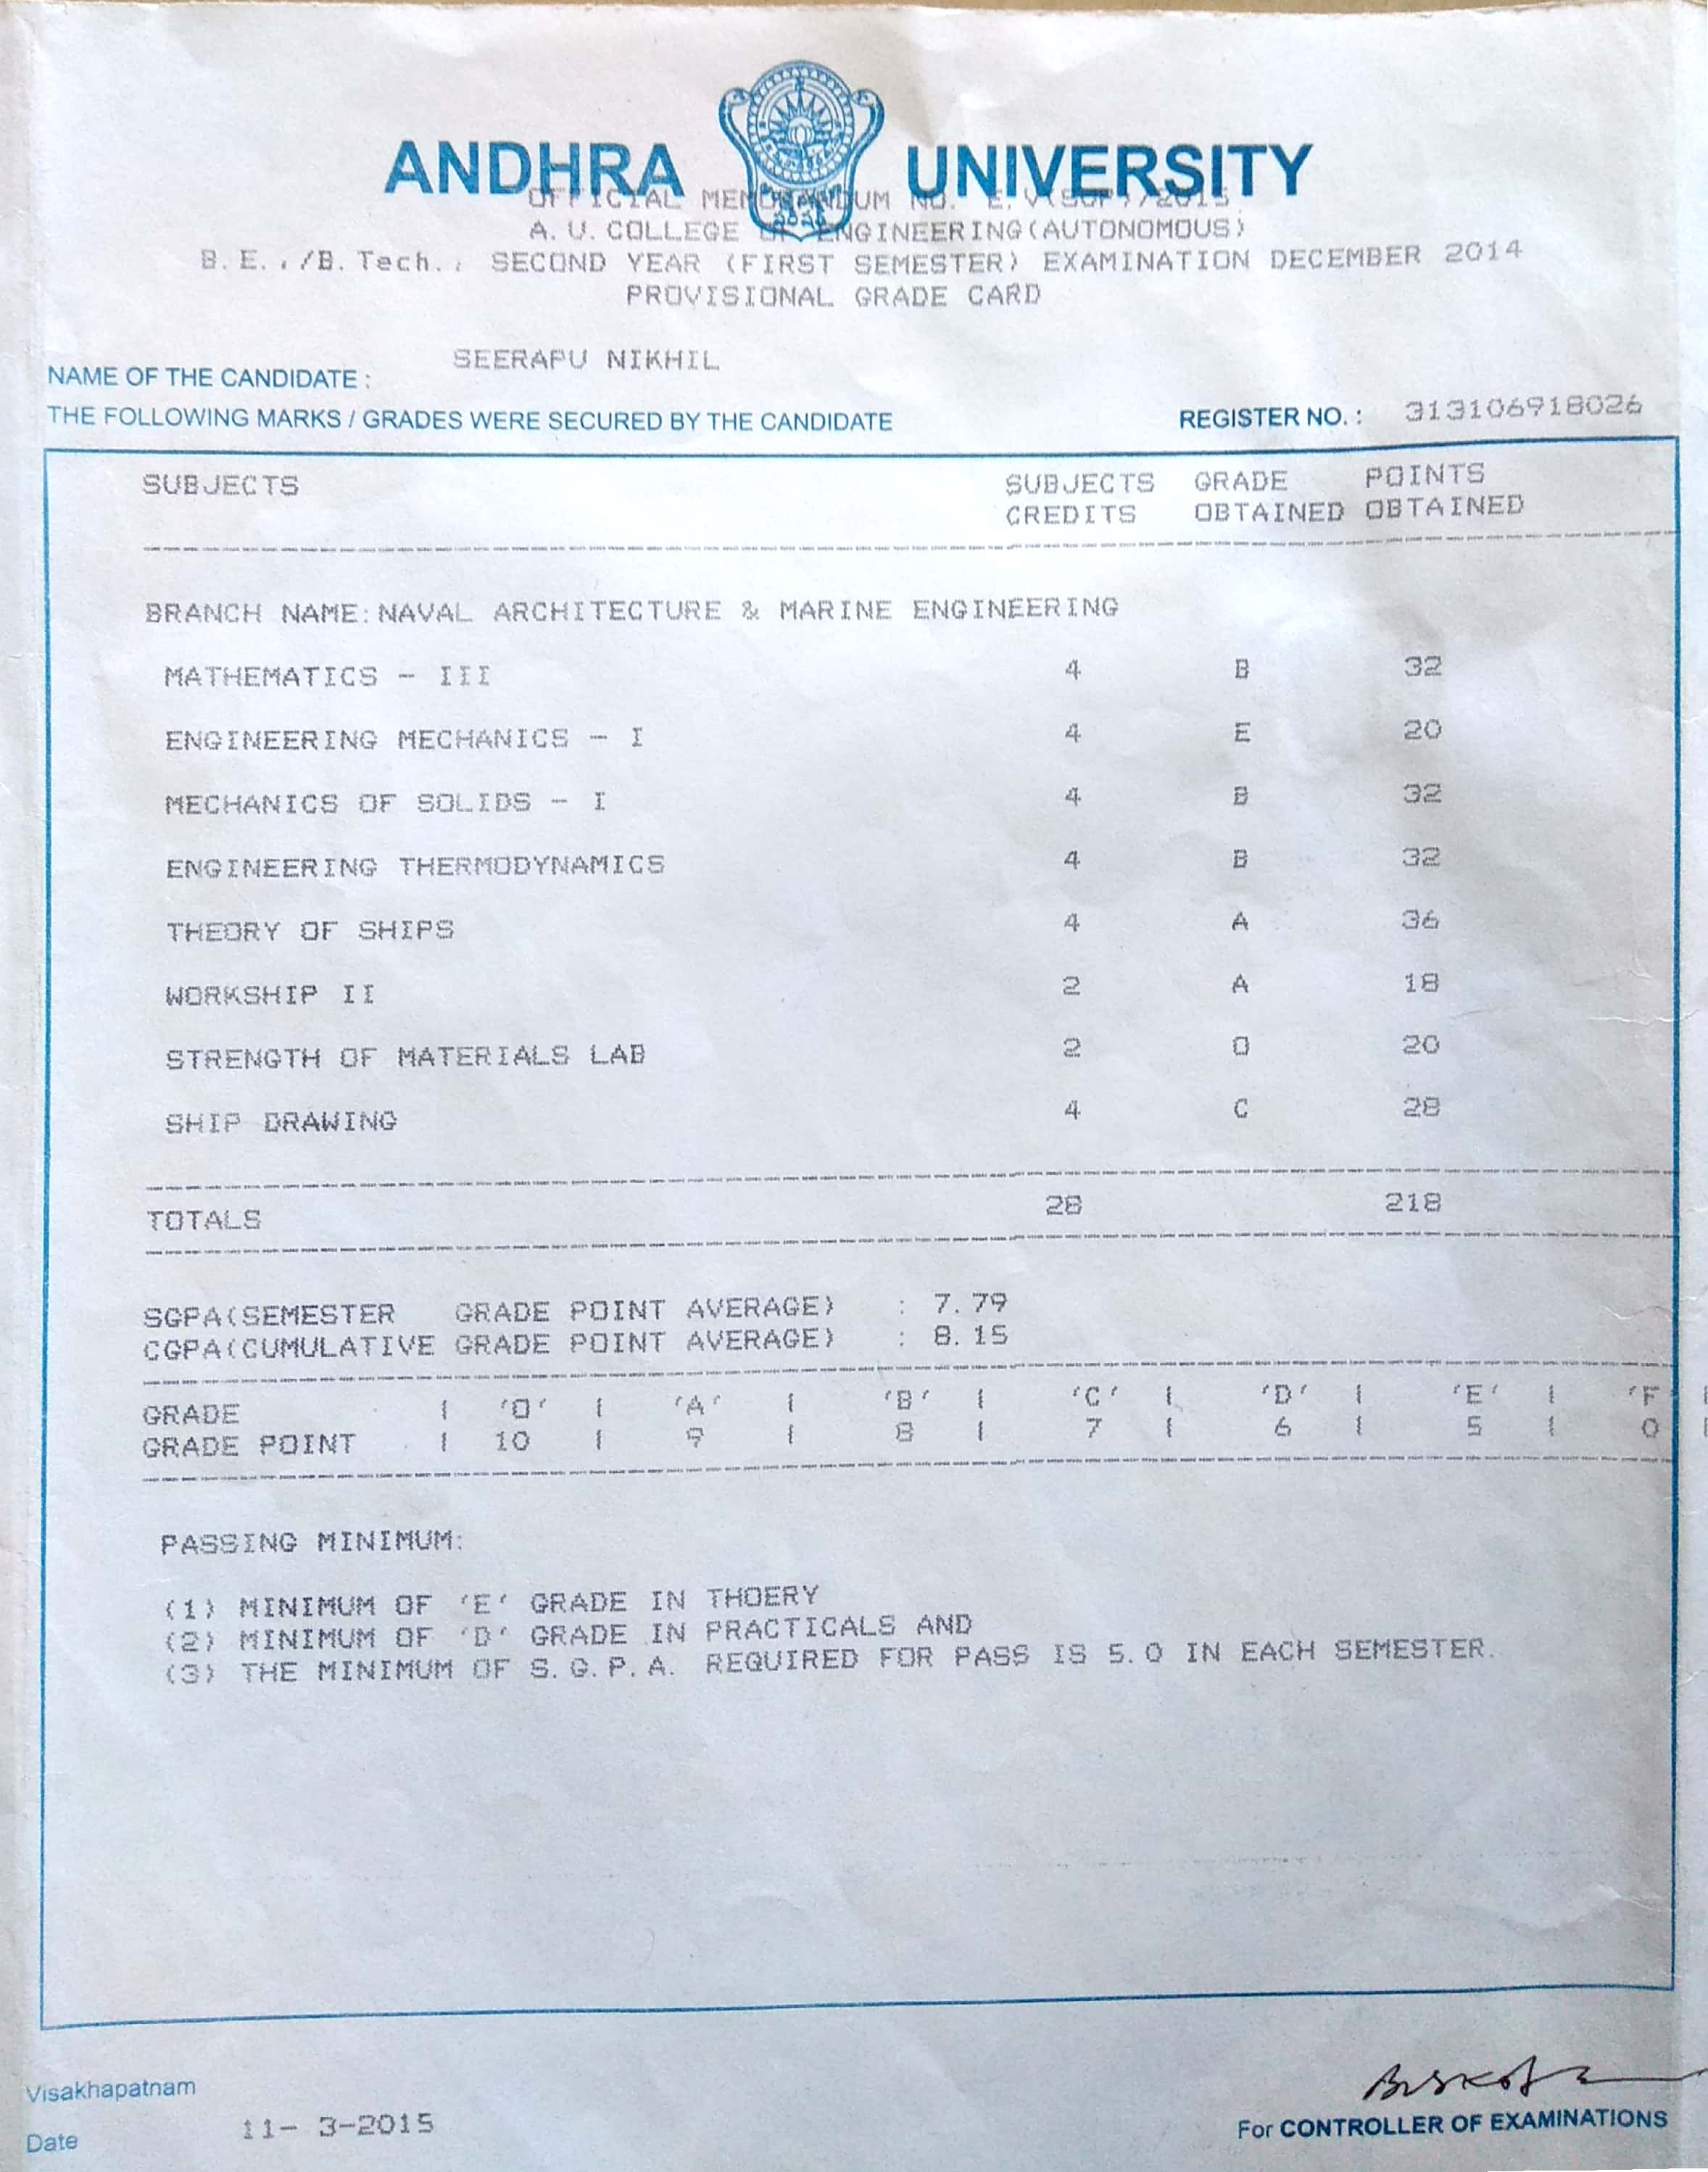 ANDHRA UNIVERSITY
OFFICIAL MEMORANDUM NO. E.V(SUP)/2015
A.U.COLLEGE OF ENGINEERING(AUTONOMOUS)
B.E.,/B.Tech., SECOND YEAR (FIRST SEMESTER) EXAMINATION DECEMBER 2014
PROVISIONAL GRADE CARD
NAME OF THE CANDIDATE : SEERAPU NIKHIL
THE FOLLOWING MARKS / GRADES WERE SECURED BY THE CANDIDATE REGISTER NO. : 313106918026
SUBJECTS SUBJECTS GRADE POINTS
CREDITS OBTAINED OBTAINED
BRANCH NAME:NAVAL ARCHITECTURE & MARINE ENGINEERING
MATHEMATICS - III 4 B 32
ENGINEERING MECHANICS - I 4 E 20
MECHANICS OF SOLIDS - I 4 B 32
ENGINEERING THERMODYNAMICS 4 B 32
THEORY OF SHIPS 4 A 36
WORKSHIP II 2 A 18
STRENGTH OF MATERIALS LAB 2 O 20
SHIP DRAWING 4 C 28
TOTALS 28 218
SGPA(SEMESTER GRADE POINT AVERAGE) : 7.79
CGPA(CUMULATIVE GRADE POINT AVERAGE) : 8.15
GRADE | 'O' | 'A' | 'B' | 'C' | 'D' | 'E' | 'F
GRADE POINT | 10 | 9 | 8 | 7 | 6 | 5 | 0
PASSING MINIMUM:
(1) MINIMUM OF 'E' GRADE IN THOERY
(2) MINIMUM OF 'D' GRADE IN PRACTICALS AND
(3) THE MINIMUM OF S.G.P.A. REQUIRED FOR PASS IS 5.0 IN EACH SEMESTER.
Visakhapatnam
Date 11- 3-2015
For CONTROLLER OF EXAMINATIONS